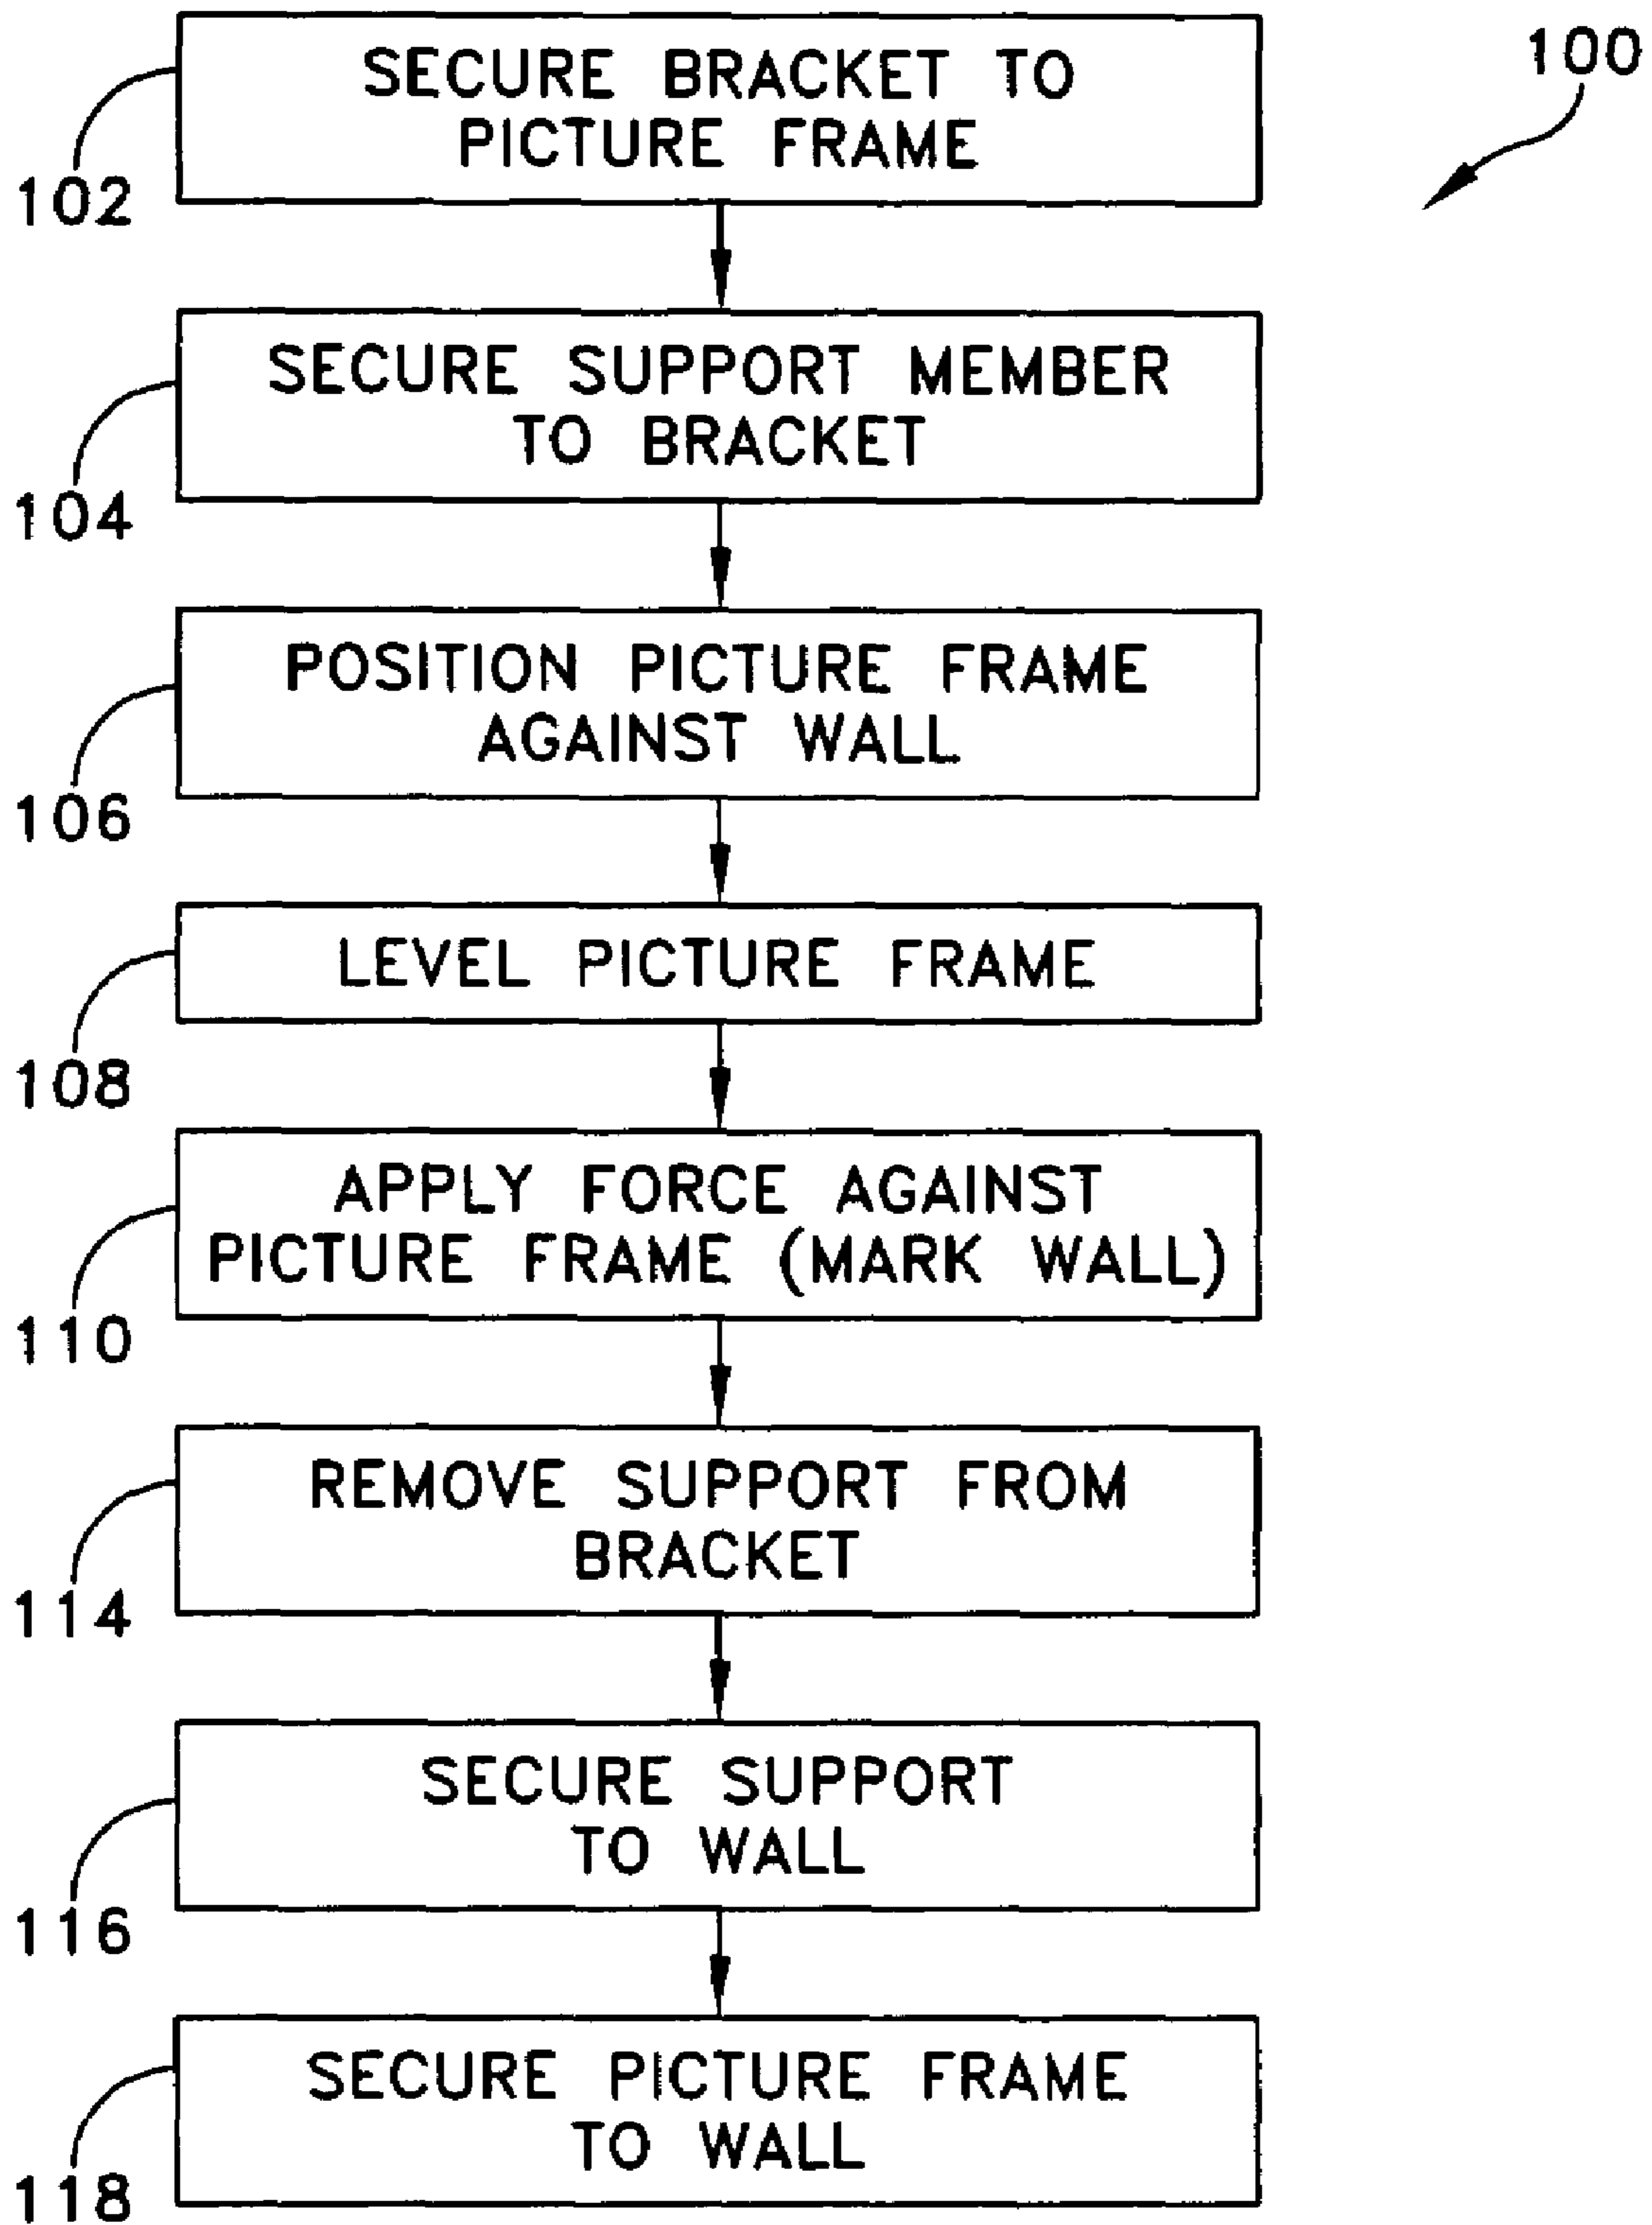 SECURE BRACKET TO
PICTURE FRAME
100
102
SECURE SUPPORT MEMBER
TO BRACKET
104
POSITION PICTURE FRAME
AGAINST WALL
106
LEVEL PICTURE FRAME
108
APPLY FORCE AGAINST
PICTURE FRAME (MARK WALL)
110
REMOVE SUPPORT FROM
BRACKET
114
SECURE SUPPORT
TO WALL
116
SECURE PICTURE FRAME
TO WALL
118